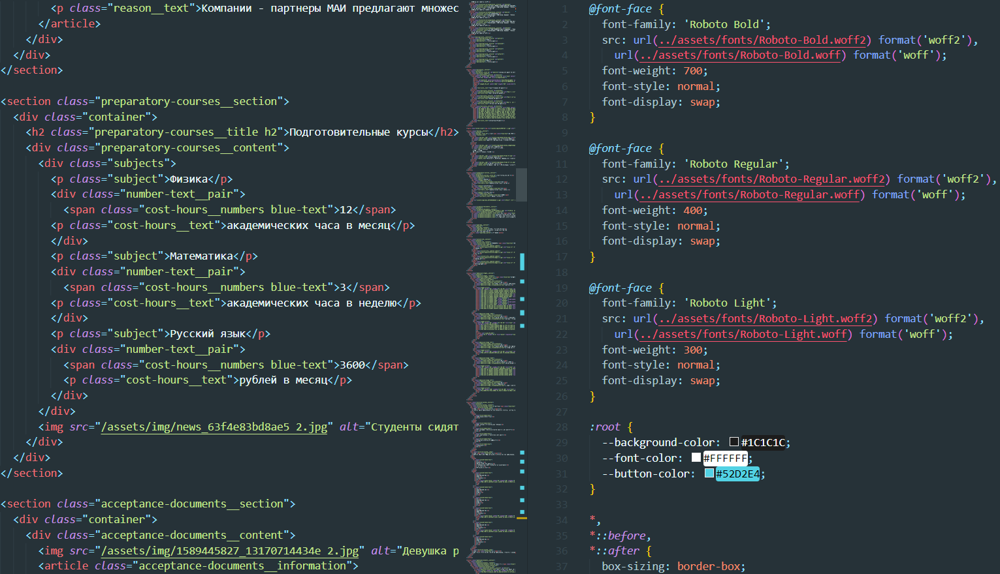 <p class="reason__text">Компании - партнеры МАИ предлагают множес
</article>
</div>
</div>
</section>
<section class="preparatory-courses__section">
<div class="container">
<h2 class="preparatory-courses__title h2">Подготовительные курсы</h2>
<div class="preparatory-courses__content">
<div class="subjects">
<p class="subject">Физика</p>
<div class="number-text__pair">
<span class="cost-hours__numbers blue-text">12</span>
<p class="cost-hours__text">академических часа в месяц</p>
</div>
<p class="subject">Математика</p>
<div class="number-text__pair">
<span class="cost-hours__numbers blue-text">3</span>
<p class="cost-hours__text">академических часа в неделю</p>
</div>
<p class="subject">Русский язык</p>
<div class="number-text__pair">
<span class="cost-hours__numbers blue-text">3600</span>
<p class="cost-hours__text">рублей в месяц</p>
</div>
</div>
<img src="/assets/img/news_63f4e83bd8ae5 2.jpg" alt="Студенты сидят
</div>
</div>
</section>
<section class="acceptance-documents__section">
<div class="container">
<div class="acceptance-documents__content">
<img src="/assets/img/1589445827_13170714434e 2.jpg" alt="Девушка р
<article class="acceptance-documents__information">
1 @font-face {
2 font-family: 'Roboto Bold';
3 src: url(../assets/fonts/Roboto-Bold.woff2) format('woff2'),
4 url(../assets/fonts/Roboto-Bold.woff) format('woff');
5 font-weight: 700;
6 font-style: normal;
7 font-display: swap;
8 }
9
10 @font-face {
11 font-family: 'Roboto Regular';
12 src: url(../assets/fonts/Roboto-Regular.woff2) format('woff2'),
13 url(../assets/fonts/Roboto-Regular.woff) format('woff');
14 font-weight: 400;
15 font-style: normal;
16 font-display: swap;
17 }
18
19 @font-face {
20 font-family: 'Roboto Light';
21 src: url(../assets/fonts/Roboto-Light.woff2) format('woff2'),
22 url(../assets/fonts/Roboto-Light.woff) format('woff');
23 font-weight: 300;
24 font-style: normal;
25 font-display: swap;
26 }
27
28 :root {
29 --background-color: #1C1C1C;
30 --font-color: #FFFFFF;
31 --button-color: #52D2E4;
32 }
33
34 *,
35 *::before,
36 *::after {
37 box-sizing: border-box;